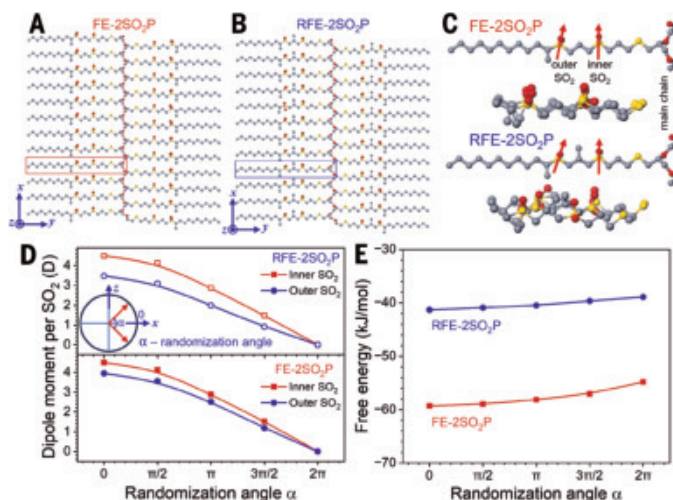 A
FE-2SO₂P
x
z
y
B
RFE-2SO₂P
x
z
y
C
FE-2SO₂P
outer
SO₂
inner
SO₂
main chain
RFE-2SO₂P
D
Dipole moment per SO₂ (D)
4
3
2
1
0
RFE-2SO₂P
Inner SO₂
Outer SO₂
z
0
α
x
α – randomization angle
4
3
2
1
0
FE-2SO₂P
Inner SO₂
Outer SO₂
0
π/2
π
3π/2
2π
Randomization angle α
E
Free energy (kJ/mol)
−30
−40
−50
−60
−70
RFE-2SO₂P
FE-2SO₂P
0
π/2
π
3π/2
2π
Randomization angle α